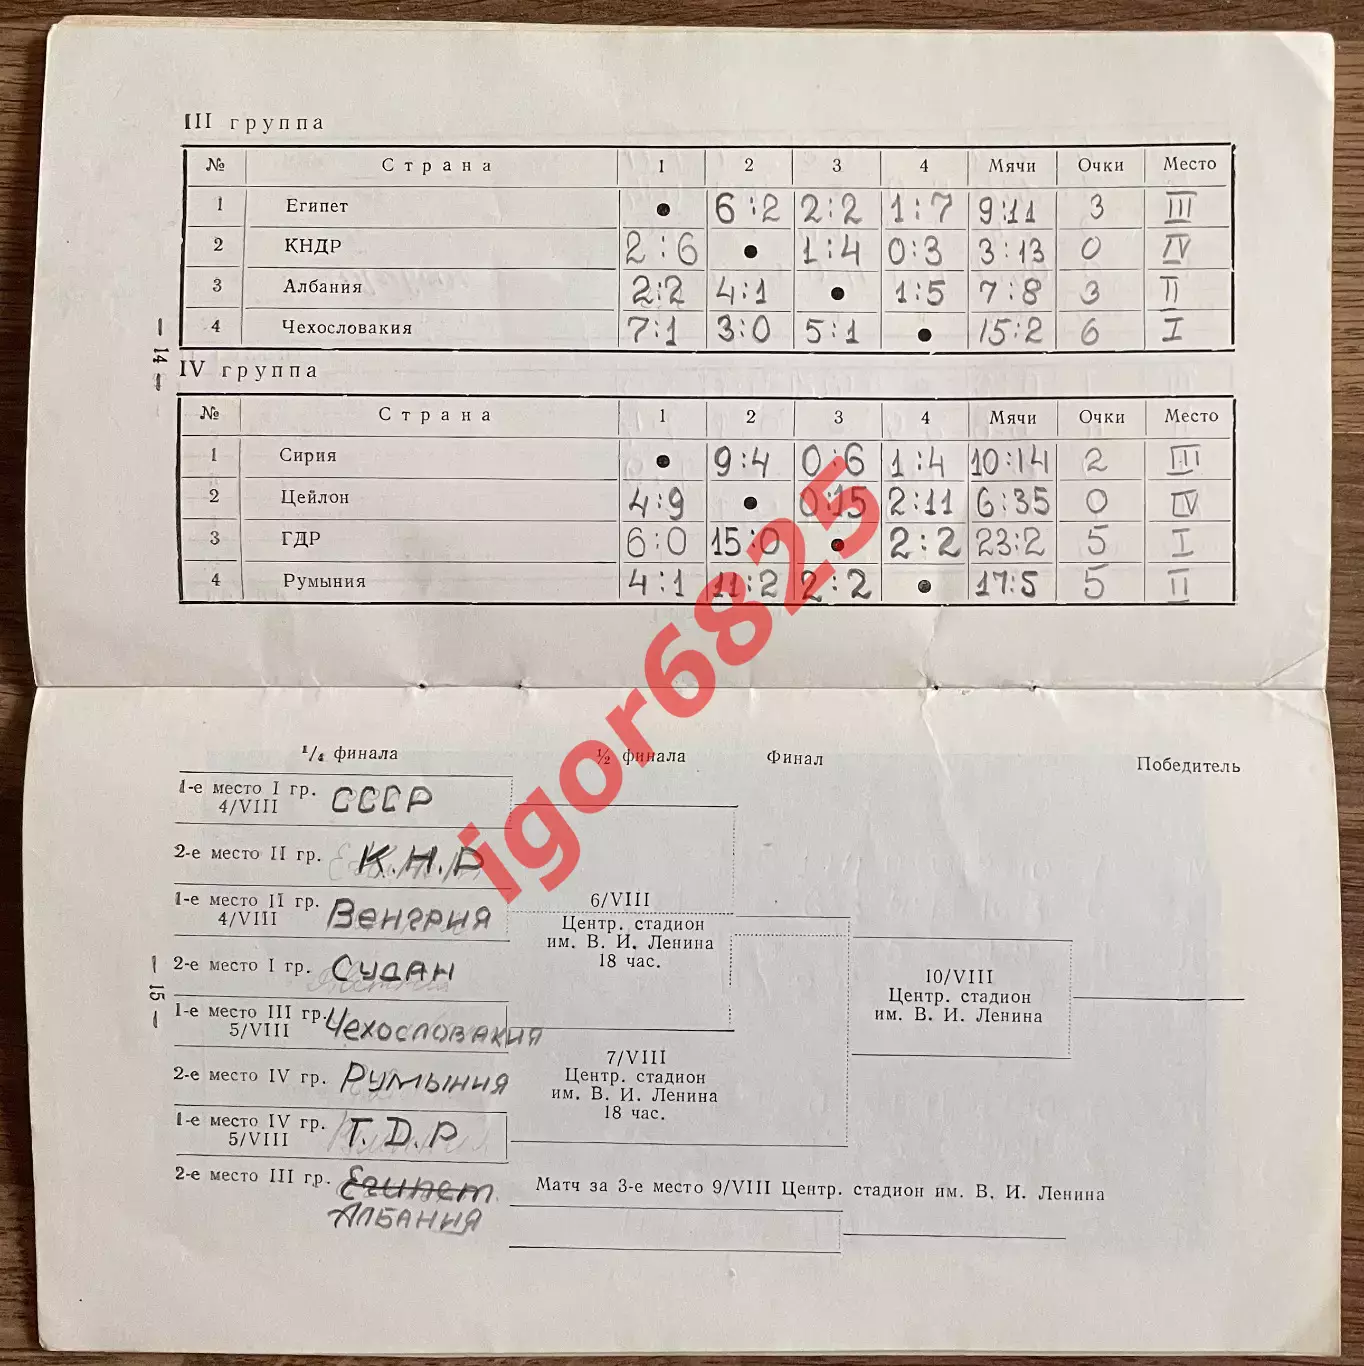 III группа
№ Страна 1 2 3 4 Мячи Очки Место
1 Египет • 6:2 2:2 1:7 9:11 3 III
2 КНДР 2:6 • 1:4 0:3 3:13 0 IV
3 Албания 2:2 4:1 • 1:5 7:8 3 II
4 Чехословакия 7:1 3:0 5:1 • 15:2 6 I
— 14 —
IV группа
№ Страна 1 2 3 4 Мячи Очки Место
1 Сирия • 9:4 0:6 1:4 10:14 2 III
2 Цейлон 4:9 • 0:15 2:11 6:35 0 IV
3 ГДР 6:0 15:0 • 2:2 23:2 5 I
4 Румыния 4:1 11:2 2:2 • 17:5 5 II
igor6825
1/4 финала 1/2 финала Финал Победитель
1-е место I гр. СССР
4/VIII
2-е место II гр. К.Н.Р
1-е место II гр. Венгрия
4/VIII
2-е место I гр. Судан
1-е место III гр. Чехословакия
5/VIII
2-е место IV гр. Румыния
1-е место IV гр. Г.Д.Р
5/VIII
2-е место III гр. Египет
Албания
6/VIII
Центр. стадион
им. В. И. Ленина
18 час.
7/VIII
Центр. стадион
им. В. И. Ленина
18 час.
10/VIII
Центр. стадион
им. В. И. Ленина
Матч за 3-е место 9/VIII Центр. стадион им. В. И. Ленина
— 15 —